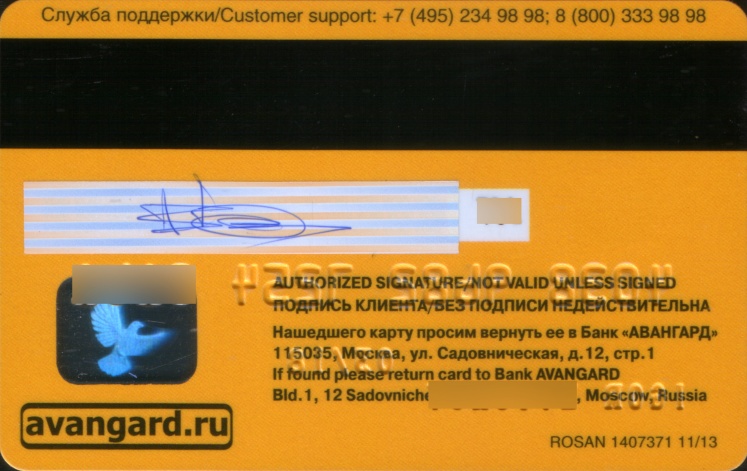 Служба поддержки/Customer support: +7 (495) 234 98 98; 8 (800) 333 98 98
AUTHORIZED SIGNATURE/NOT VALID UNLESS SIGNED
ПОДПИСЬ КЛИЕНТА/БЕЗ ПОДПИСИ НЕДЕЙСТВИТЕЛЬНА
Нашедшего карту просим вернуть ее в Банк «АВАНГАРД»
115035, Москва, ул. Садовническая, д.12, стр.1
If found please return card to Bank AVANGARD
Bld.1, 12 Sadovniche , Moscow, Russia
avangard.ru
ROSAN 1407371 11/13